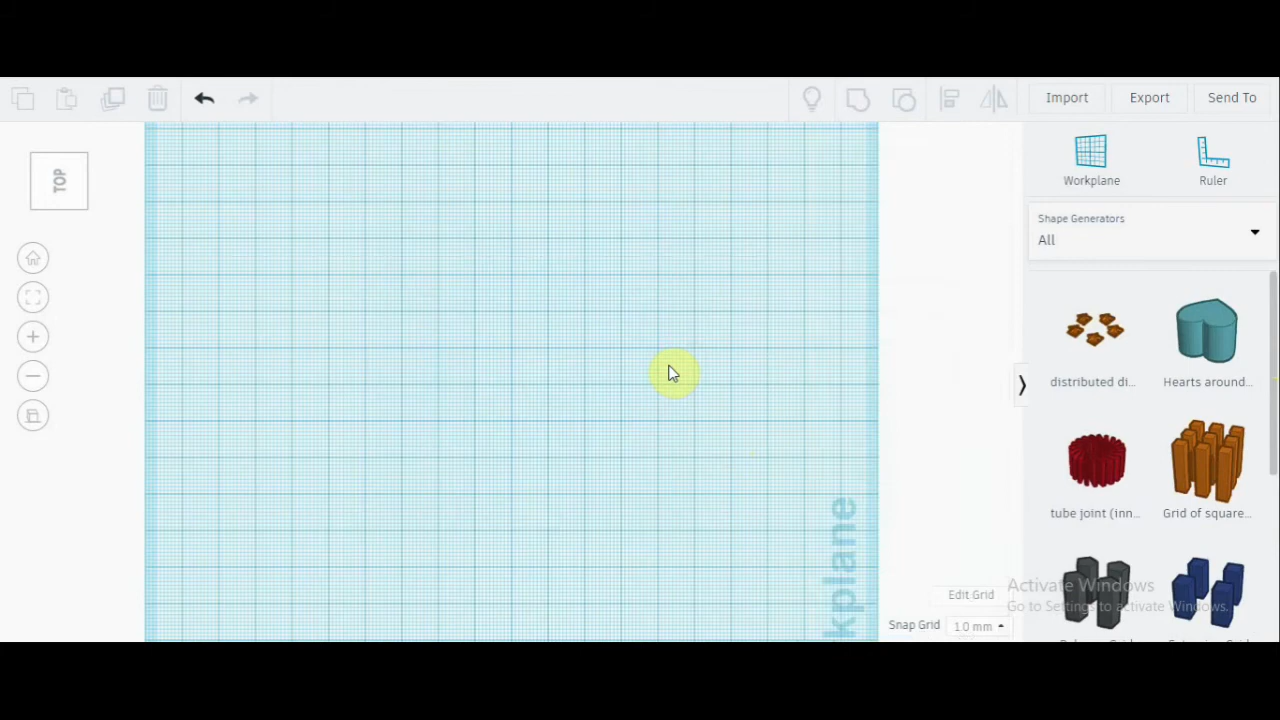 Import
Export
Send To
TOP
Workplane
Ruler
Shape Generators
All
distributed di...
Hearts around...
tube joint (inn...
Grid of square...
kplane
Activate Windows
Go to Settings to activate Windows.
Edit Grid
Snap Grid
1.0 mm